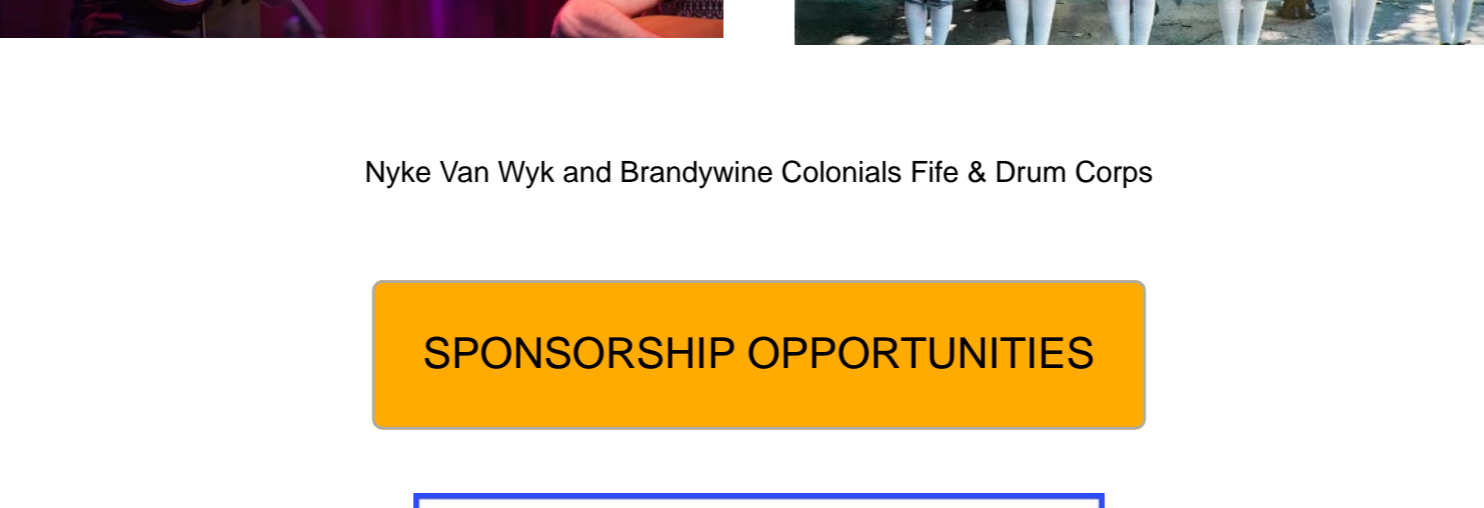 Nyke Van Wyk and Brandywine Colonials Fife & Drum Corps
SPONSORSHIP OPPORTUNITIES